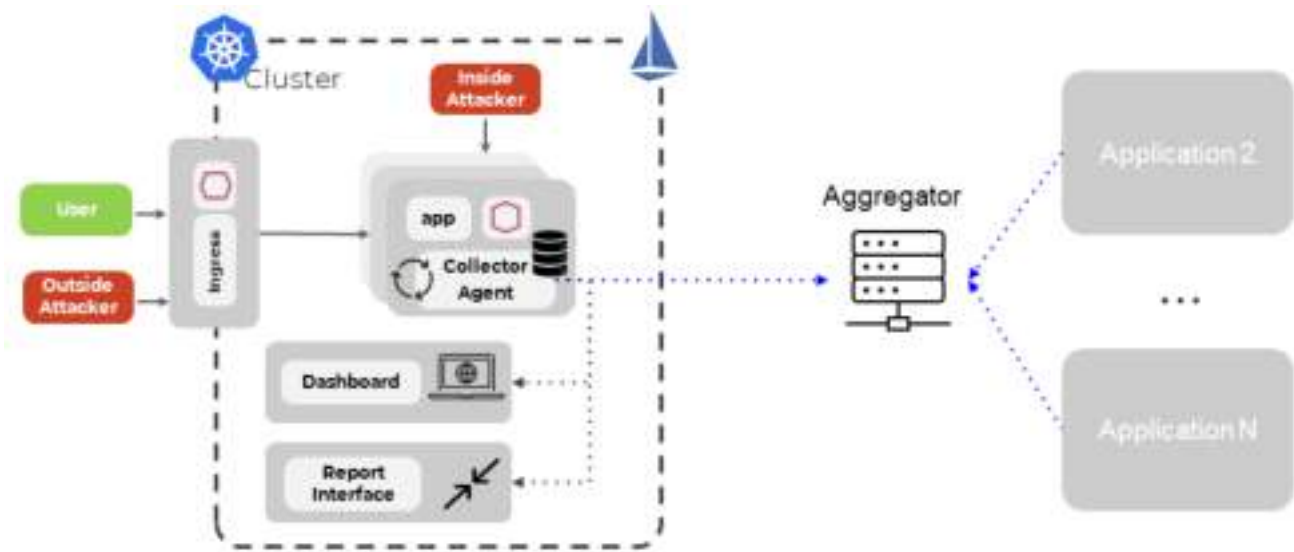 Cluster
Inside
Attacker
Application 2
User
Ingress
app
Aggregator
Collector
Agent
Outside
Attacker
...
Dashboard
Application N
Report
Interface